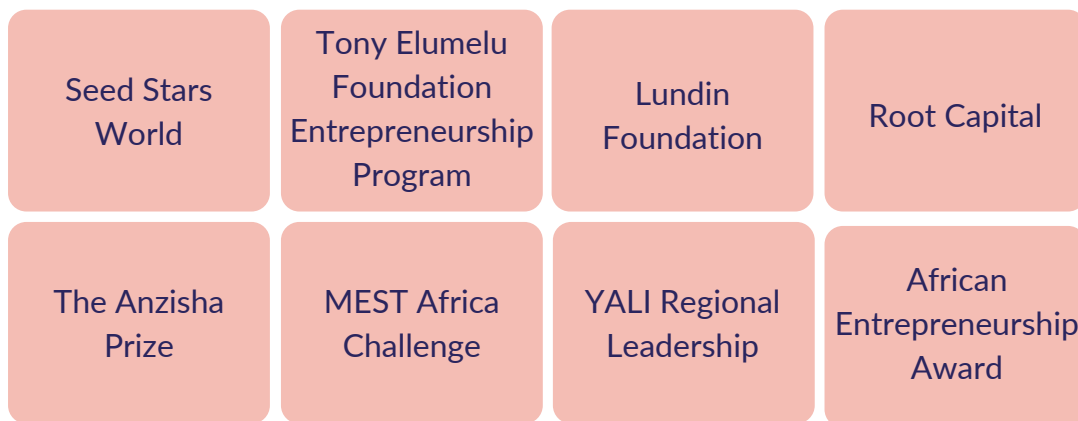 Seed Stars
World
Tony Elumelu
Foundation
Entrepreneurship
Program
Lundin
Foundation
Root Capital
The Anzisha
Prize
MEST Africa
Challenge
YALI Regional
Leadership
African
Entrepreneurship
Award